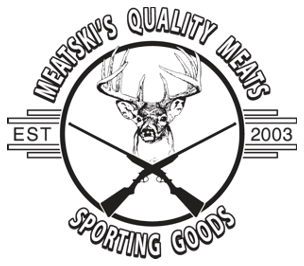 MEATSKI'S QUALITY MEATS
EST 2003
SPORTING GOODS